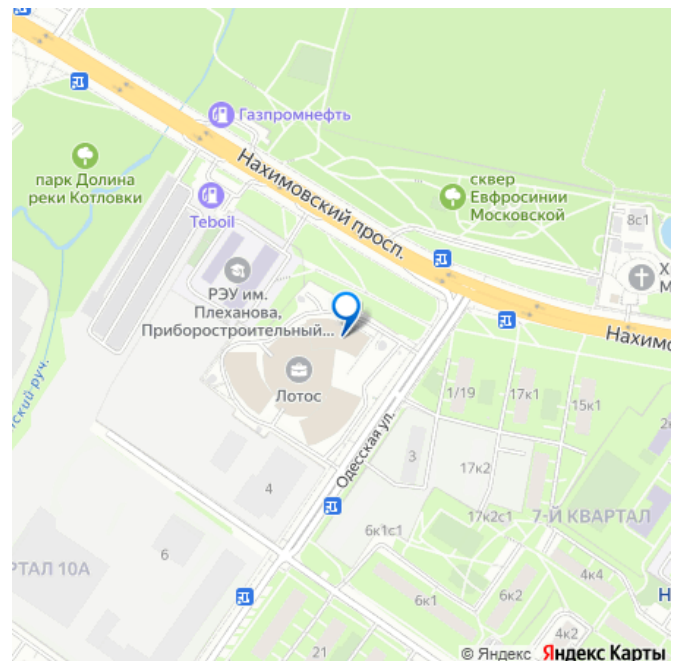 Газпромнефть
Нахимовский просп.
парк Долина
реки Котловки
сквер
Евфросинии
Московской
8с1
Teboil
Х
М
РЭУ им.
Плеханова,
Приборостроительный...
Нахимо
Лотос
1/19
17к1
15к1
Одесская ул.
3
17к2
4
17к2с1
7-Й КВАРТАЛ
6к1с1
6
РТАЛ 10А
4к4
Н
6к1
6к2
4к2
21
© Яндекс Яндекс Карты